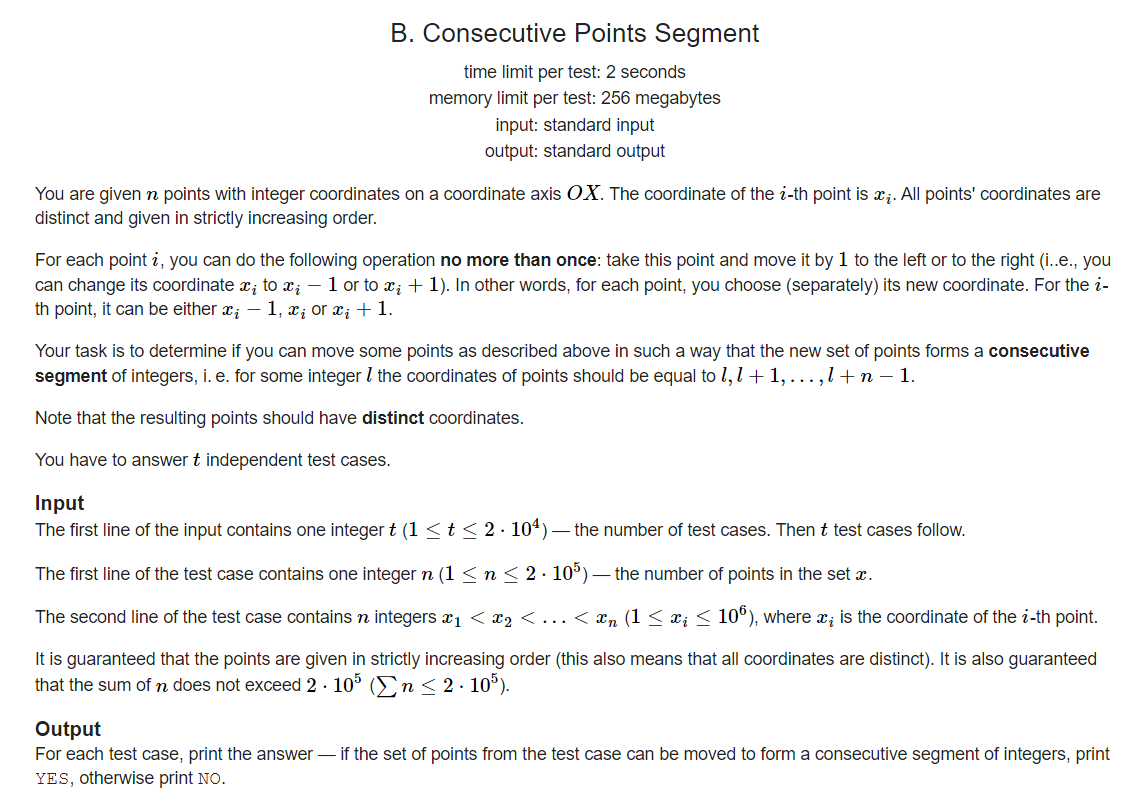 B. Consecutive Points Segment
time limit per test: 2 seconds
memory limit per test: 256 megabytes
input: standard input
output: standard output
You are given n points with integer coordinates on a coordinate axis OX. The coordinate of the i-th point is x_i. All points' coordinates are
distinct and given in strictly increasing order.
For each point i, you can do the following operation no more than once: take this point and move it by 1 to the left or to the right (i..e., you
can change its coordinate x_i to x_i − 1 or to x_i + 1). In other words, for each point, you choose (separately) its new coordinate. For the i-
th point, it can be either x_i − 1, x_i or x_i + 1.
Your task is to determine if you can move some points as described above in such a way that the new set of points forms a consecutive
segment of integers, i. e. for some integer l the coordinates of points should be equal to l, l + 1, . . . , l + n − 1.
Note that the resulting points should have distinct coordinates.
You have to answer t independent test cases.
Input
The first line of the input contains one integer t (1 ≤ t ≤ 2 · 10^4) — the number of test cases. Then t test cases follow.
The first line of the test case contains one integer n (1 ≤ n ≤ 2 · 10^5) — the number of points in the set x.
The second line of the test case contains n integers x_1 < x_2 < . . . < x_n (1 ≤ x_i ≤ 10^6), where x_i is the coordinate of the i-th point.
It is guaranteed that the points are given in strictly increasing order (this also means that all coordinates are distinct). It is also guaranteed
that the sum of n does not exceed 2 · 10^5 (∑ n ≤ 2 · 10^5).
Output
For each test case, print the answer — if the set of points from the test case can be moved to form a consecutive segment of integers, print
YES, otherwise print NO.